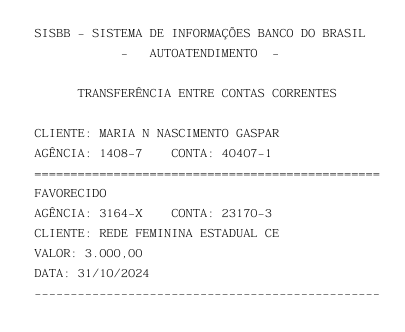 SISBB - SISTEMA DE INFORMAÇÕES BANCO DO BRASIL
- AUTOATENDIMENTO -
TRANSFERÊNCIA ENTRE CONTAS CORRENTES
CLIENTE: MARIA N NASCIMENTO GASPAR
AGÊNCIA: 1408-7 CONTA: 40407-1
================================================
FAVORECIDO
AGÊNCIA: 3164-X CONTA: 23170-3
CLIENTE: REDE FEMININA ESTADUAL CE
VALOR: 3.000,00
DATA: 31/10/2024
------------------------------------------------